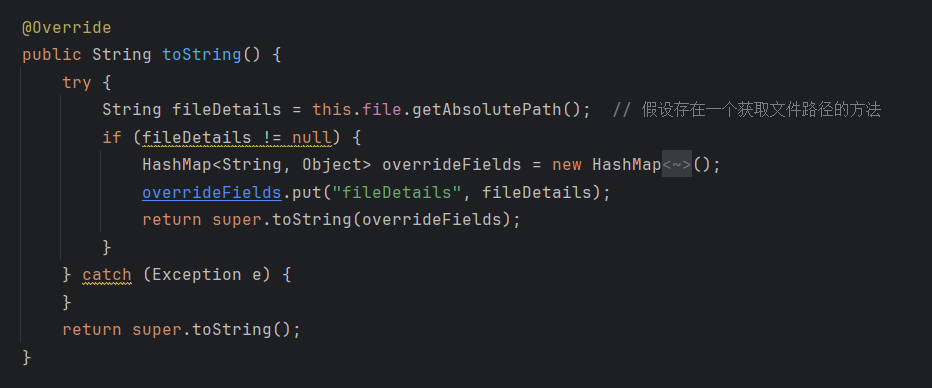 @Override
public String toString() {
    try {
        String fileDetails = this.file.getAbsolutePath();  // 假设存在一个获取文件路径的方法
        if (fileDetails != null) {
            HashMap<String, Object> overrideFields = new HashMap<~>();
            overrideFields.put("fileDetails", fileDetails);
            return super.toString(overrideFields);
        }
    } catch (Exception e) {
    }
    return super.toString();
}